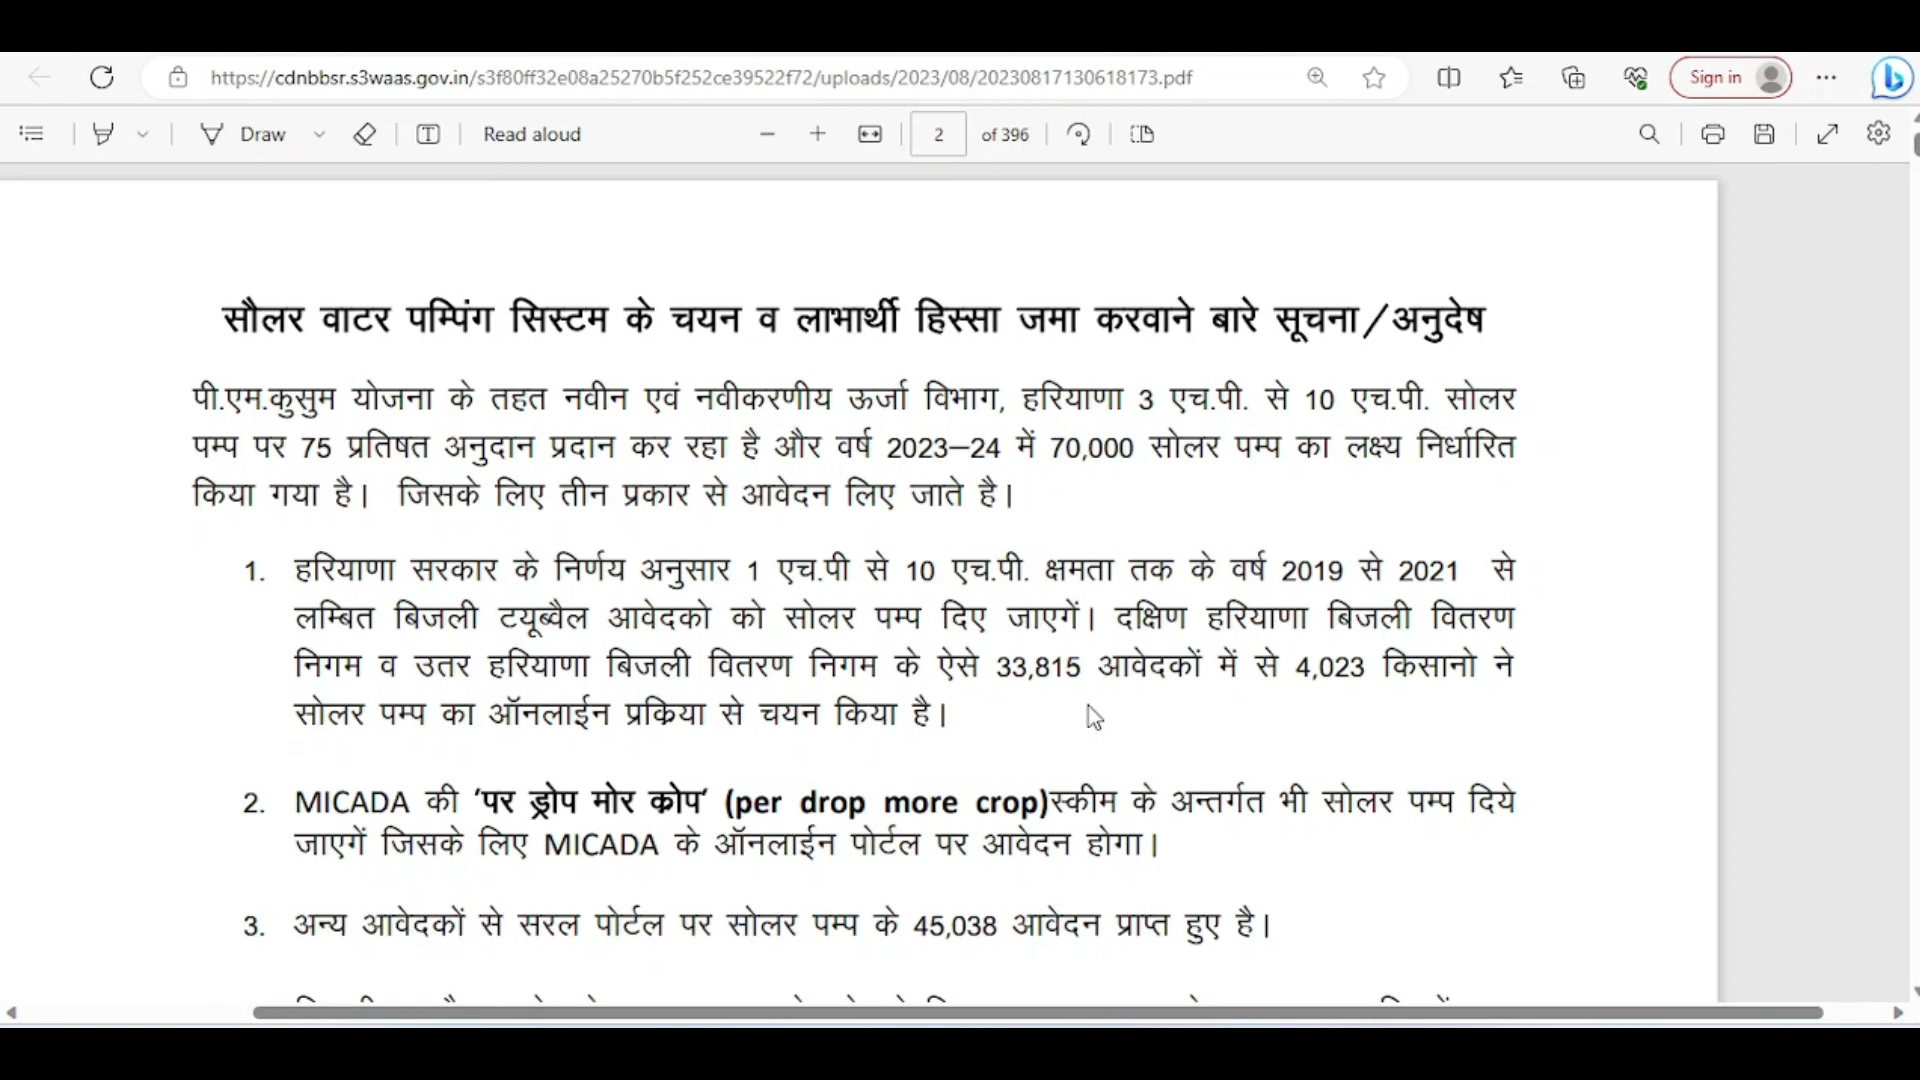 https://cdnbbsr.s3waas.gov.in/s3f80ff32e08a25270b5f252ce39522f72/uploads/2023/08/20230817130618173.pdf
Sign in
Draw
Read aloud
2 of 396
सौलर वाटर पम्पिंग सिस्टम के चयन व लाभार्थी हिस्सा जमा करवाने बारे सूचना/अनुदेष
पी.एम.कुसुम योजना के तहत नवीन एवं नवीकरणीय ऊर्जा विभाग, हरियाणा 3 एच.पी. से 10 एच.पी. सोलर
पम्प पर 75 प्रतिषत अनुदान प्रदान कर रहा है और वर्ष 2023–24 में 70,000 सोलर पम्प का लक्ष्य निर्धारित
किया गया है। जिसके लिए तीन प्रकार से आवेदन लिए जाते है।
1. हरियाणा सरकार के निर्णय अनुसार 1 एच.पी से 10 एच.पी. क्षमता तक के वर्ष 2019 से 2021 से
लम्बित बिजली टयूब्वैल आवेदको को सोलर पम्प दिए जाएगें। दक्षिण हरियाणा बिजली वितरण
निगम व उतर हरियाणा बिजली वितरण निगम के ऐसे 33,815 आवेदकों में से 4,023 किसानो ने
सोलर पम्प का ऑनलाईन प्रक्रिया से चयन किया है।
2. MICADA की 'पर ड्रोप मोर क्रोप' (per drop more crop)स्कीम के अन्तर्गत भी सोलर पम्प दिये
जाएगें जिसके लिए MICADA के ऑनलाईन पोर्टल पर आवेदन होगा।
3. अन्य आवेदकों से सरल पोर्टल पर सोलर पम्प के 45,038 आवेदन प्राप्त हुए है।